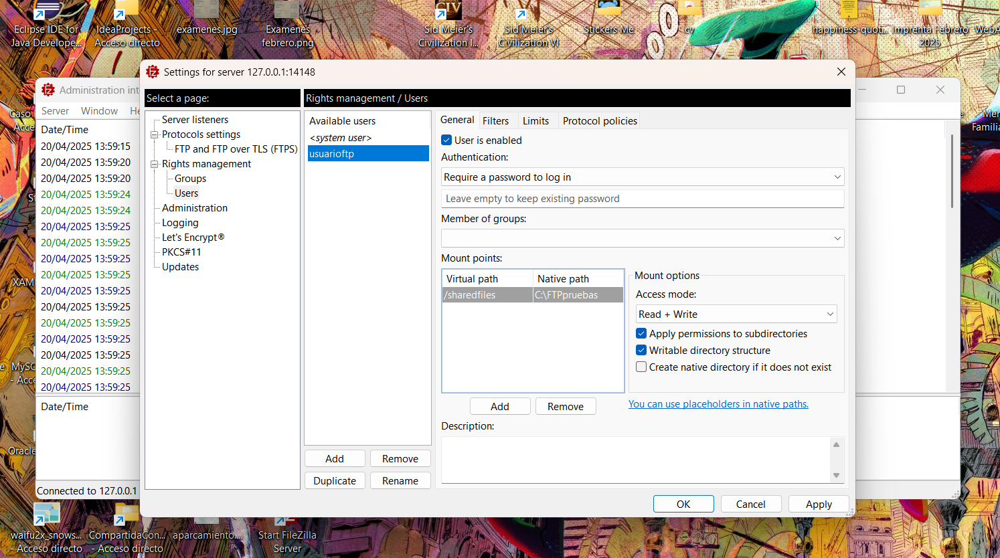 Eclipse IDE for
Java Develope...
IdeaProjects -
Acceso directo
examenes.jpg
Examenes
febrero.png
CIV
Sid Meier's
Civilization I...
Sid Meier's
Civilization VI
Stickers Me
cv
happiness-quot...
Imprenta Febrero
2025
WebA
Settings for server 127.0.0.1:14148
Administration int
Server Window He
Date/Time
20/04/2025 13:59:15
20/04/2025 13:59:20
20/04/2025 13:59:20
20/04/2025 13:59:24
20/04/2025 13:59:24
20/04/2025 13:59:25
20/04/2025 13:59:25
20/04/2025 13:59:25
20/04/2025 13:59:25
20/04/2025 13:59:25
20/04/2025 13:59:25
20/04/2025 13:59:25
20/04/2025 13:59:25
20/04/2025 13:59:25
20/04/2025 13:59:25
20/04/2025 13:59:25
Date/Time
Connected to 127.0.0.1
Select a page:
Server listeners
Protocols settings
FTP and FTP over TLS (FTPS)
Rights management
Groups
Users
Administration
Logging
Let's Encrypt®
PKCS#11
Updates
Rights management / Users
Available users
<system user>
usuarioftp
Add Remove
Duplicate Rename
General Filters Limits Protocol policies
User is enabled
Authentication:
Require a password to log in
Leave empty to keep existing password
Member of groups:
Mount points:
Virtual path Native path
/sharedfiles C:\FTPpruebas
Add Remove
Mount options
Access mode:
Read + Write
Apply permissions to subdirectories
Writable directory structure
Create native directory if it does not exist
You can use placeholders in native paths.
Description:
OK Cancel Apply
Caso
Acce
XAM
MySC
- Acce
Oracle
Mer
Familia
waifu2x_snows...
- Acceso directo
CompartidaCon...
- Acceso directo
aparcamiento....
Start FileZilla
Server